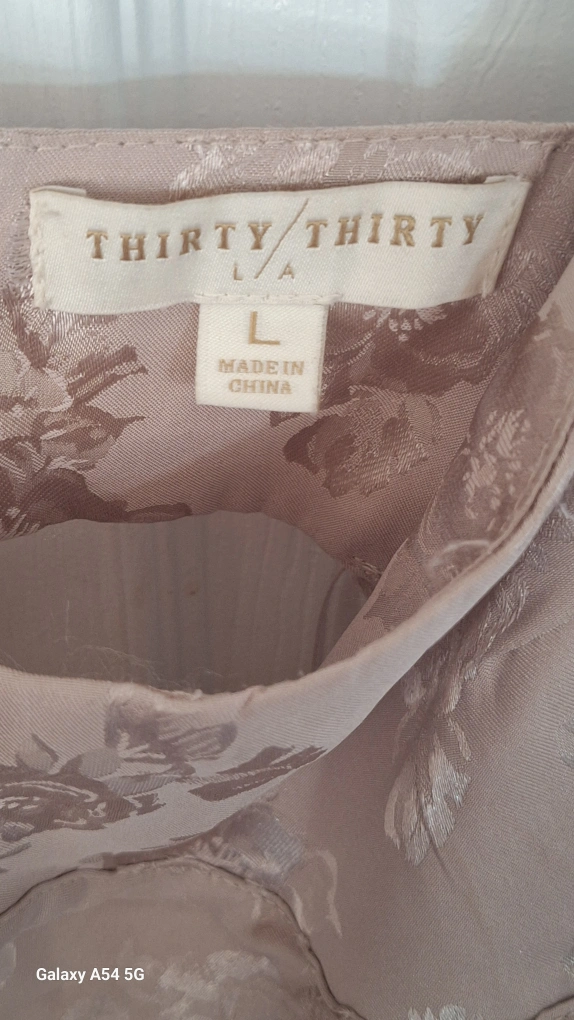 THIRTY/THIRTY
L/A
L
MADE IN
CHINA
Galaxy A54 5G